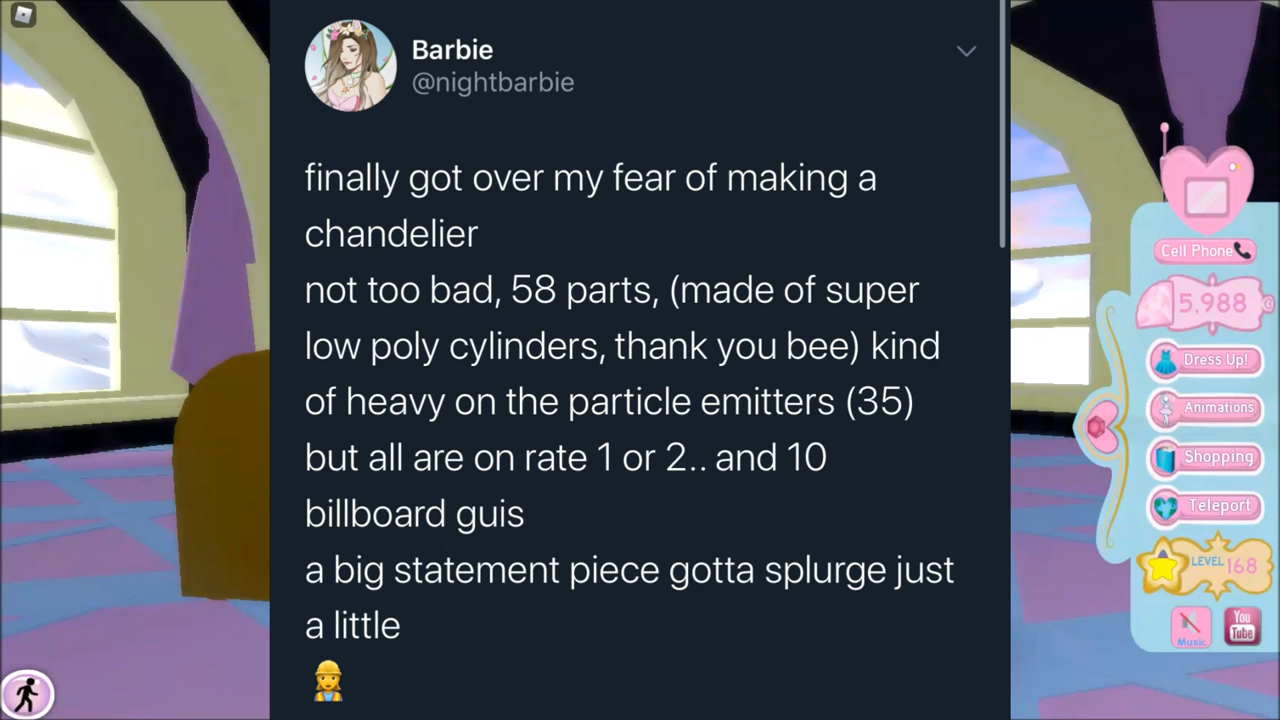 Barbie
@nightbarbie
finally got over my fear of making a
chandelier
not too bad, 58 parts, (made of super
low poly cylinders, thank you bee) kind
of heavy on the particle emitters (35)
but all are on rate 1 or 2.. and 10
billboard guis
a big statement piece gotta splurge just
a little
👷‍♀️
Cell Phone📞
5,988
Dress Up!
Animations
Shopping
Teleport
LEVEL 168
Music
You
Tube